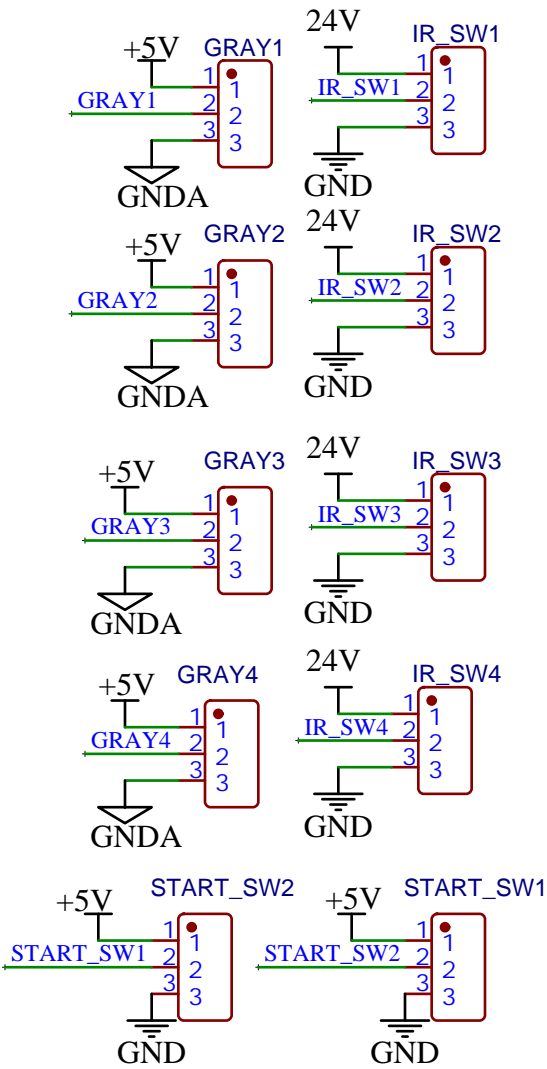 +5V GRAY1
1 1
GRAY1 2 2
3 3
GNDA
24V IR_SW1
1 1
IR_SW1 2 2
3 3
GND
+5V GRAY2
1 1
GRAY2 2 2
3 3
GNDA
24V IR_SW2
1 1
IR_SW2 2 2
3 3
GND
+5V GRAY3
1 1
GRAY3 2 2
3 3
GNDA
24V IR_SW3
1 1
IR_SW3 2 2
3 3
GND
+5V GRAY4
1 1
GRAY4 2 2
3 3
GNDA
24V IR_SW4
1 1
IR_SW4 2 2
3 3
GND
+5V START_SW2
1 1
START_SW1 2 2
3 3
GND
+5V START_SW1
1 1
START_SW2 2 2
3 3
GND